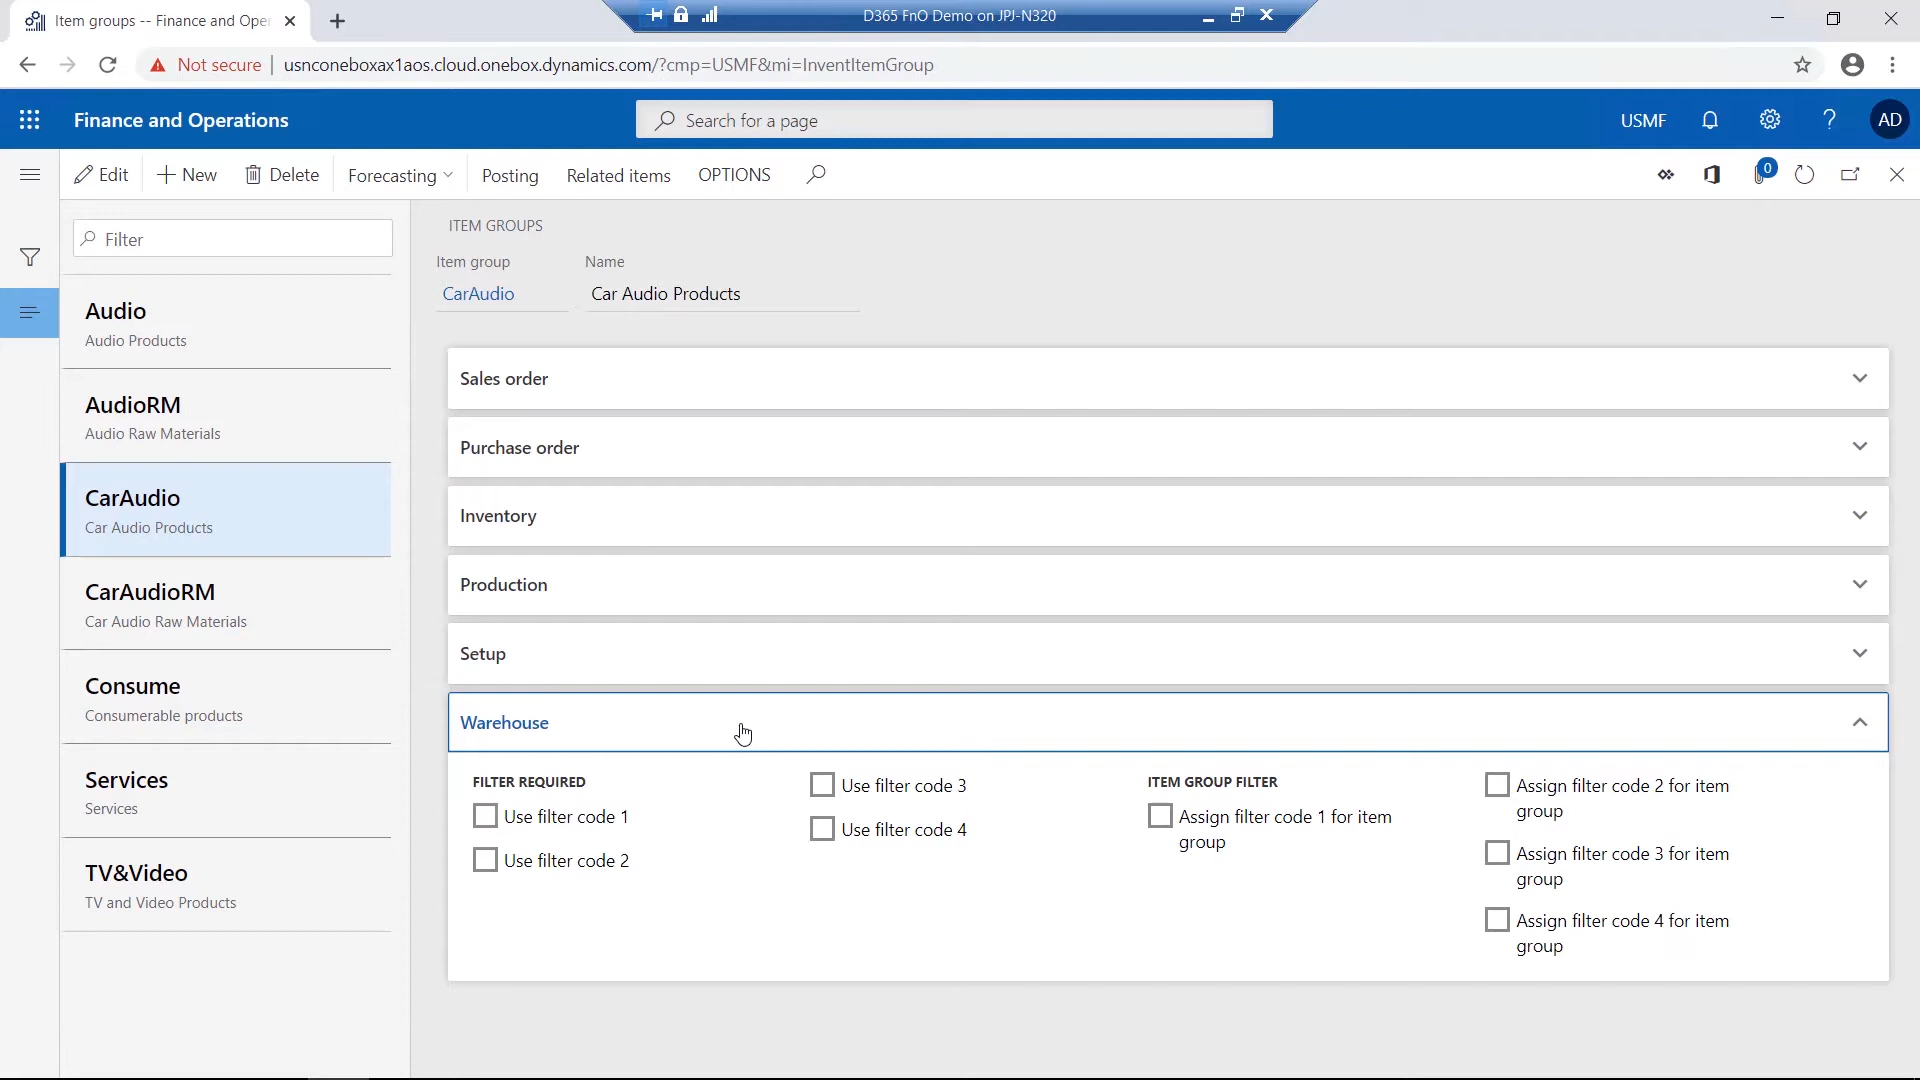 Item groups -- Finance and Oper
D365 FnO Demo on JPJ-N320
Not secure
usnconeboxax1aos.cloud.onebox.dynamics.com/?cmp=USMF&mi=InventItemGroup
Finance and Operations
Search for a page
USMF
?
AD
Edit
New
Delete
Forecasting
Posting
Related items
OPTIONS
0
Filter
Audio
Audio Products
AudioRM
Audio Raw Materials
CarAudio
Car Audio Products
CarAudioRM
Car Audio Raw Materials
Consume
Consumerable products
Services
Services
TV&Video
TV and Video Products
ITEM GROUPS
Item group
Name
CarAudio
Car Audio Products
Sales order
Purchase order
Inventory
Production
Setup
Warehouse
FILTER REQUIRED
Use filter code 1
Use filter code 2
Use filter code 3
Use filter code 4
ITEM GROUP FILTER
Assign filter code 1 for item
group
Assign filter code 2 for item
group
Assign filter code 3 for item
group
Assign filter code 4 for item
group